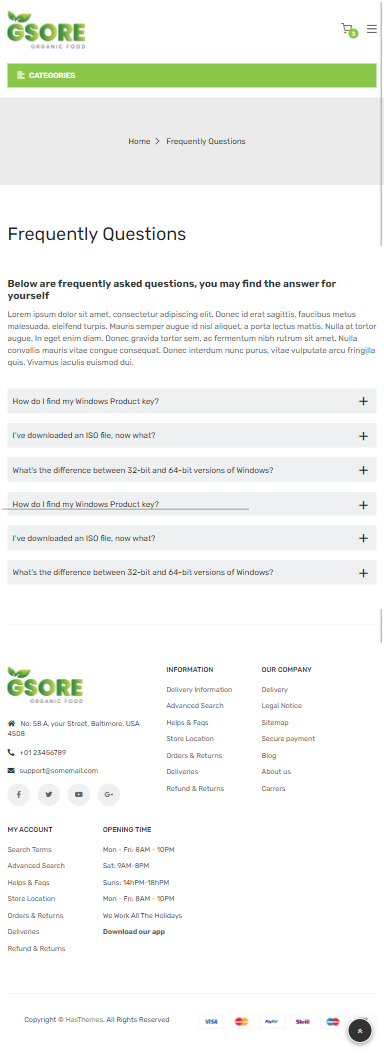 GSORE
ORGANIC FOOD
3
CATEGORIES
Home > Frequently Questions
Frequently Questions
Below are frequently asked questions, you may find the answer for
yourself
Lorem ipsum dolor sit amet, consectetur adipiscing elit. Donec id erat sagittis, faucibus metus
malesuada, eleifend turpis. Mauris semper augue id nisl aliquet, a porta lectus mattis. Nulla at tortor
augue. In eget enim diam. Donec gravida tortor sem, ac fermentum nibh rutrum sit amet. Nulla
convallis mauris vitae congue consequat. Donec interdum nunc purus, vitae vulputate arcu fringilla
quis. Vivamus iaculis euismod dui.
How do I find my Windows Product key? +
I've downloaded an ISO file, now what? +
What's the difference between 32-bit and 64-bit versions of Windows? +
How do I find my Windows Product key? +
I've downloaded an ISO file, now what? +
What's the difference between 32-bit and 64-bit versions of Windows? +
GSORE
ORGANIC FOOD
No: 58 A, your Street, Baltimore, USA
4508
+01 23456789
support@somemail.com
INFORMATION
Delivery Information
Advanced Search
Helps & Faqs
Store Location
Orders & Returns
Deliveries
Refund & Returns
OUR COMPANY
Delivery
Legal Notice
Sitemap
Secure payment
Blog
About us
Carrers
MY ACCOUNT
Search Terms
Advanced Search
Helps & Faqs
Store Location
Orders & Returns
Deliveries
Refund & Returns
OPENING TIME
Mon - Fri: 8AM - 10PM
Sat: 9AM-8PM
Suns: 14hPM-18hPM
Mon - Fri: 8AM - 10PM
We Work All The Holidays
Download our app
Copyright © HasThemes. All Rights Reserved
VISA PayPal Skrill